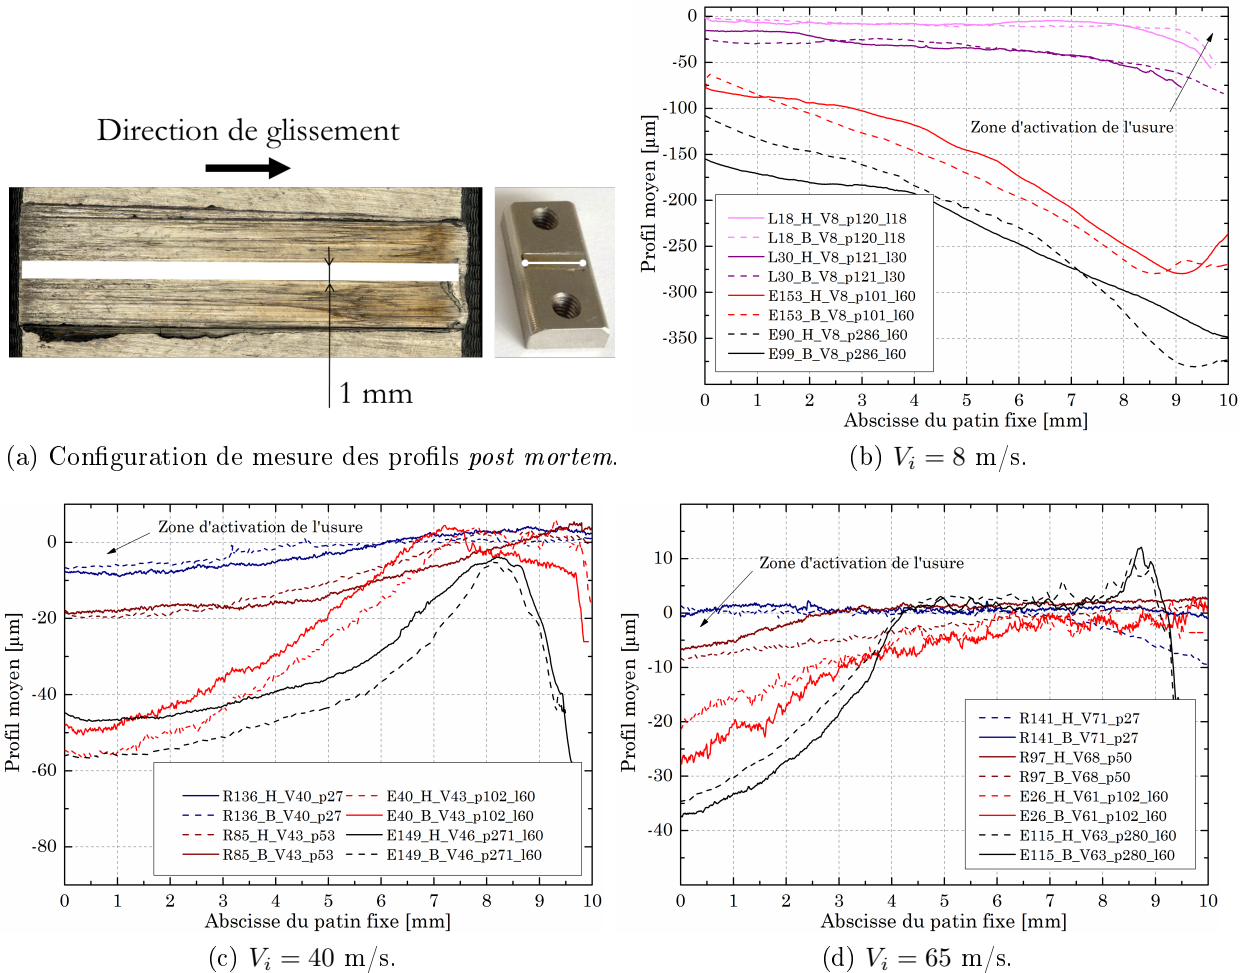 Direction de glissement
1 mm
(a) Configuration de mesure des profils post mortem.
0
-50
-100
-150
-200
-250
-300
-350
Profil moyen [µm]
Zone d'activation de l'usure
L18_H_V8_p120_l18
L18_B_V8_p120_l18
L30_H_V8_p121_l30
L30_B_V8_p121_l30
E153_H_V8_p101_l60
E153_B_V8_p101_l60
E90_H_V8_p286_l60
E99_B_V8_p286_l60
0 1 2 3 4 5 6 7 8 9 10
Abscisse du patin fixe [mm]
(b) Vi = 8 m/s.
0
-20
-40
-60
-80
Profil moyen [µm]
Zone d'activation de l'usure
R136_H_V40_p27 E40_H_V43_p102_l60
R136_B_V40_p27 E40_B_V43_p102_l60
R85_H_V43_p53 E149_H_V46_p271_l60
R85_B_V43_p53 E149_B_V46_p271_l60
0 1 2 3 4 5 6 7 8 9 10
Abscisse du patin fixe [mm]
(c) Vi = 40 m/s.
10
0
-10
-20
-30
-40
Profil moyen [µm]
Zone d'activation de l'usure
R141_H_V71_p27
R141_B_V71_p27
R97_H_V68_p50
R97_B_V68_p50
E26_H_V61_p102_l60
E26_B_V61_p102_l60
E115_H_V63_p280_l60
E115_B_V63_p280_l60
0 1 2 3 4 5 6 7 8 9 10
Abscisse du patin fixe [mm]
(d) Vi = 65 m/s.